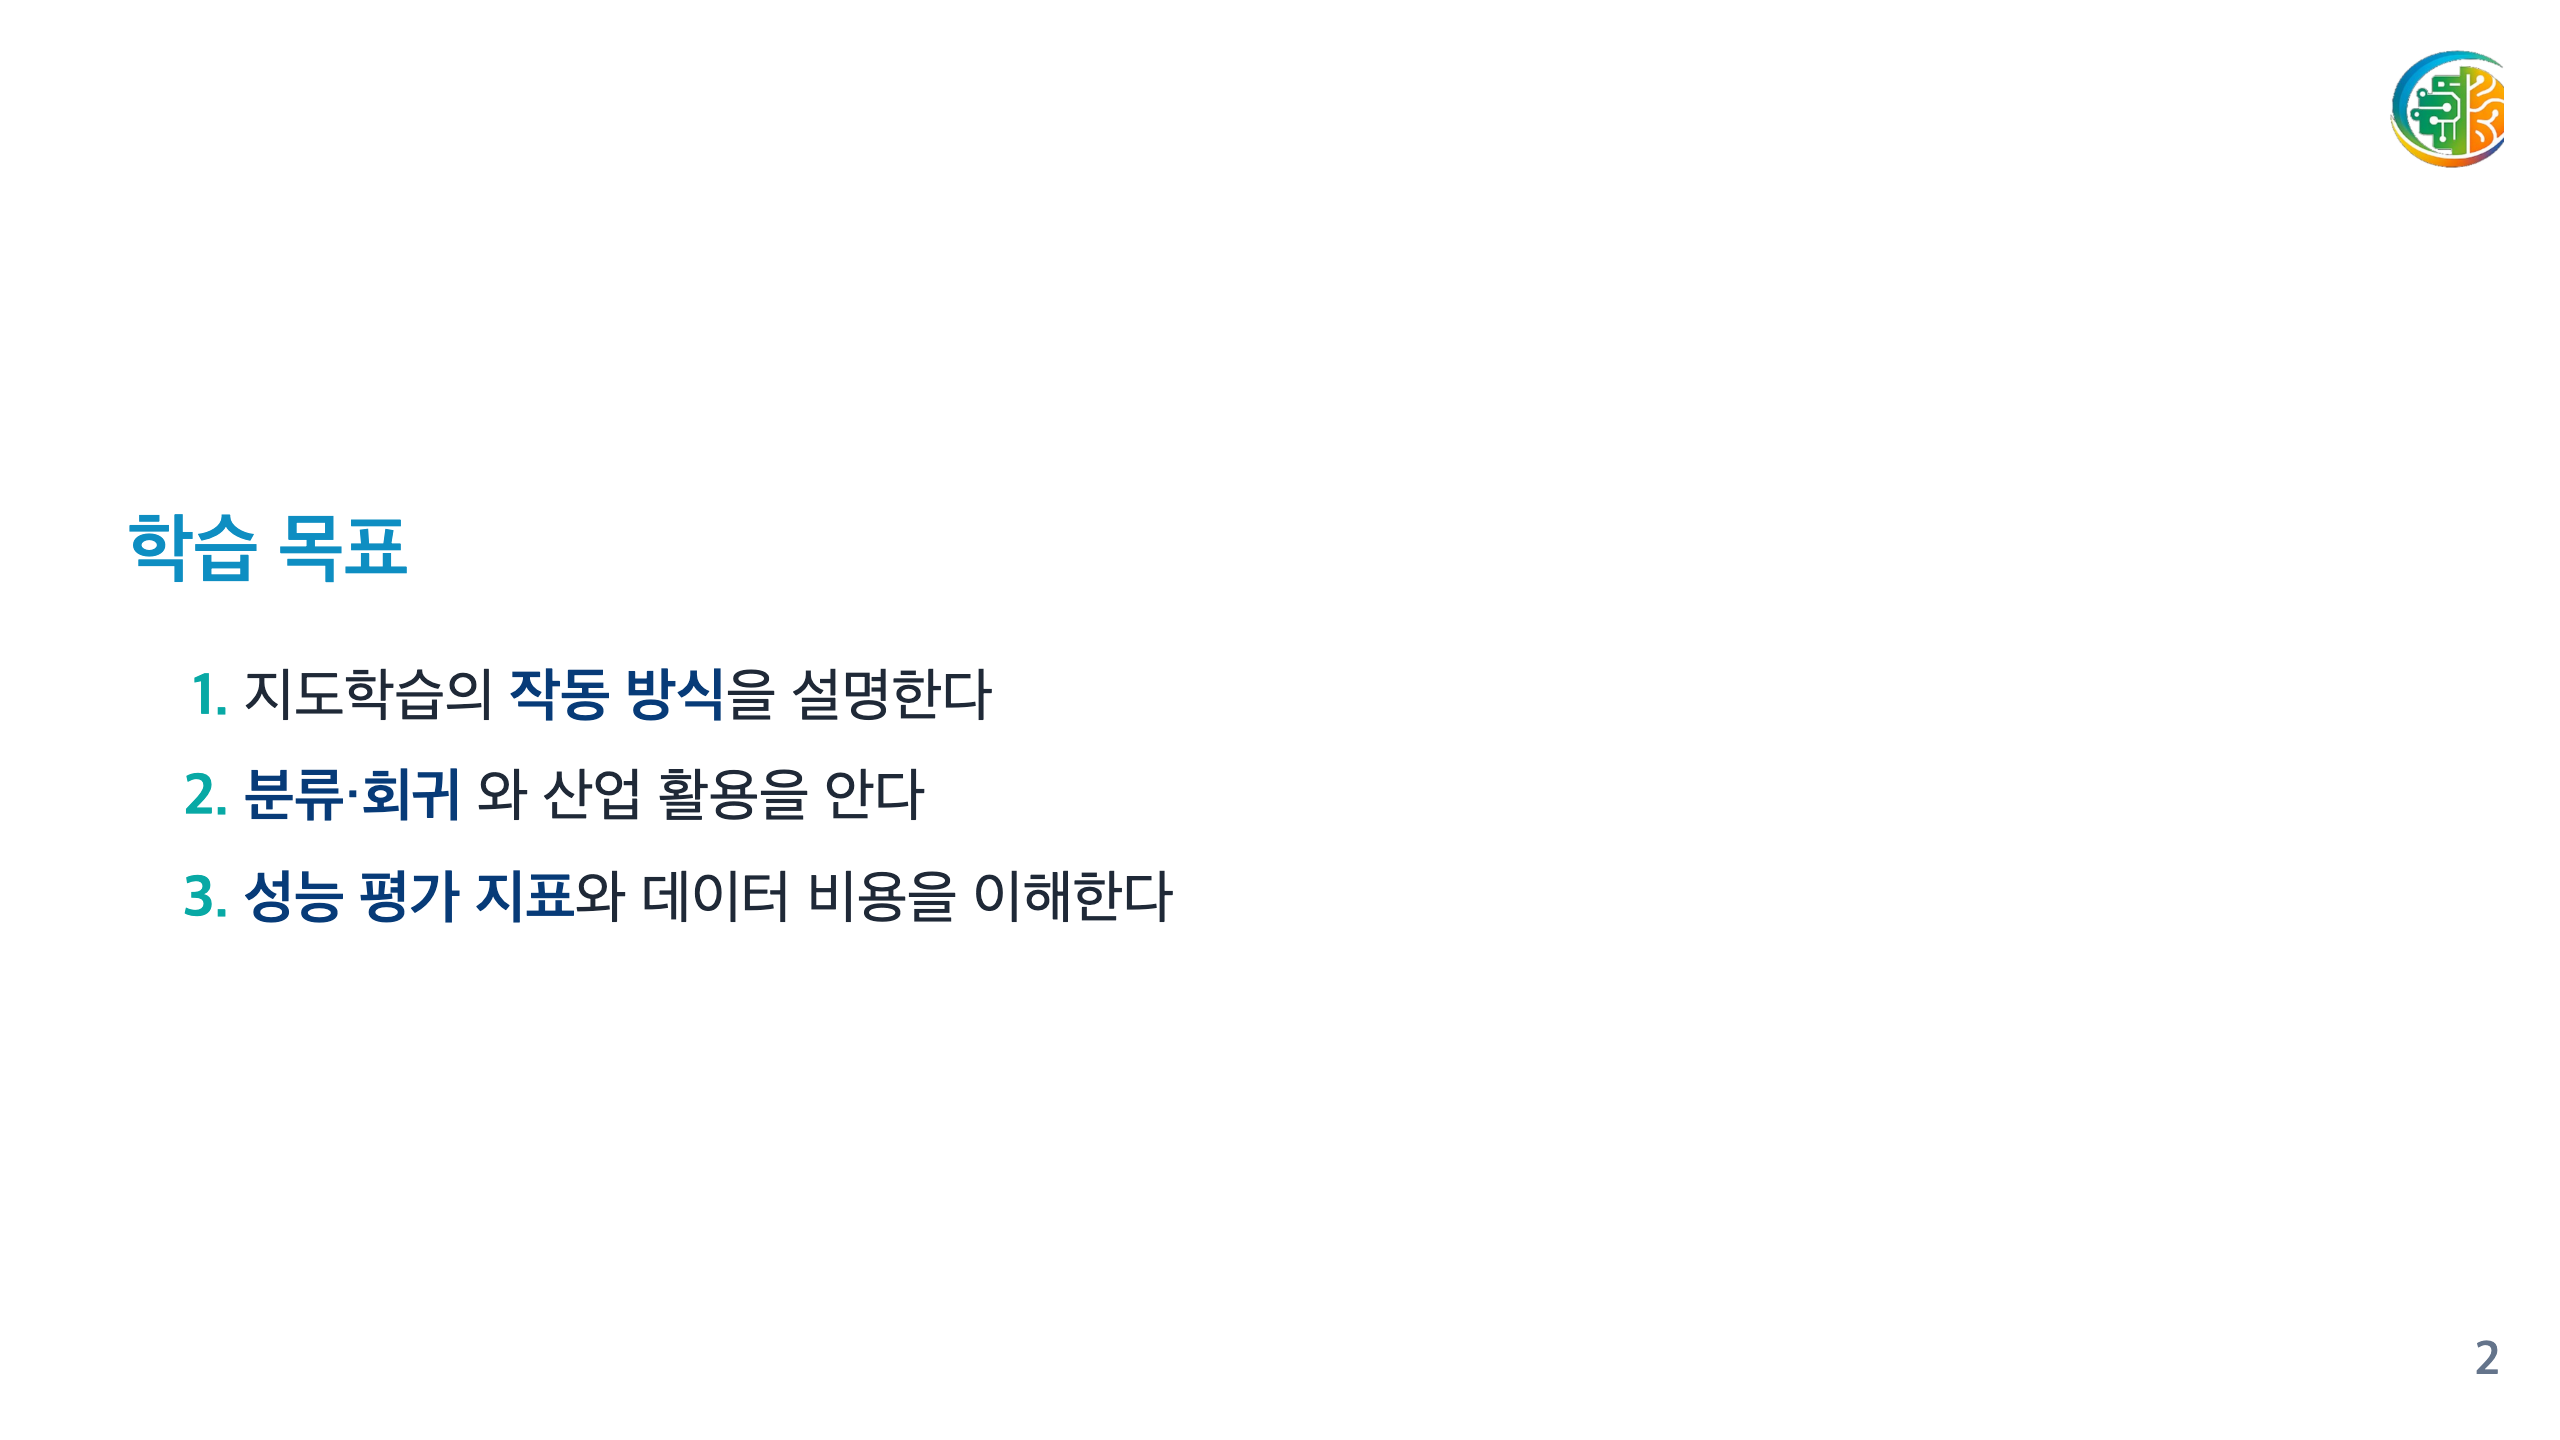 학습 목표
1. 지도학습의 작동 방식을 설명한다
2. 분류·회귀 와 산업 활용을 안다
3. 성능 평가 지표와 데이터 비용을 이해한다
2